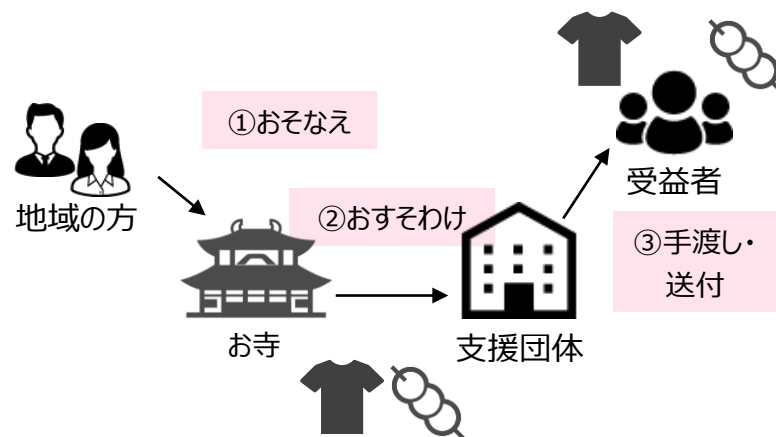 ①おそなえ
地域の方
②おすそわけ
お寺
支援団体
受益者
③手渡し・
送付